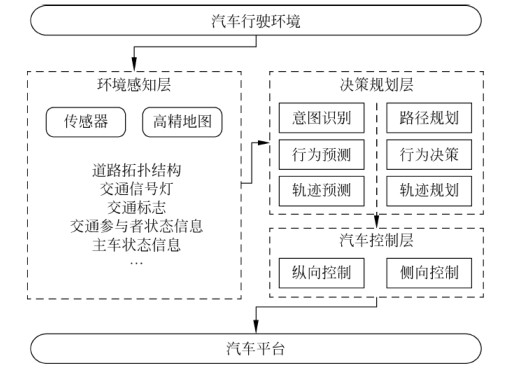 汽车行驶环境
环境感知层
传感器
高精地图
道路拓扑结构
交通信号灯
交通标志
交通参与者状态信息
主车状态信息
…
决策规划层
意图识别
路径规划
行为预测
行为决策
轨迹预测
轨迹规划
汽车控制层
纵向控制
侧向控制
汽车平台